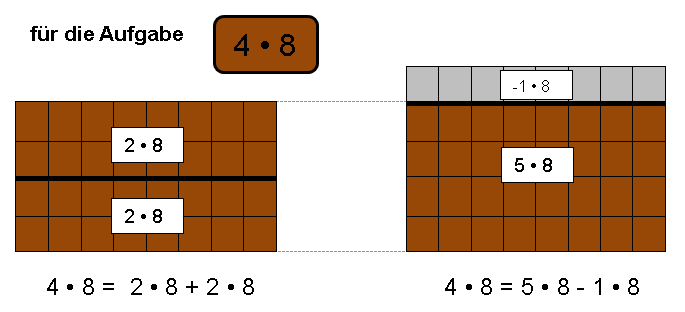 für die Aufgabe
4 • 8
2 • 8
2 • 8
4 • 8 = 2 • 8 + 2 • 8
-1 • 8
5 • 8
4 • 8 = 5 • 8 - 1 • 8